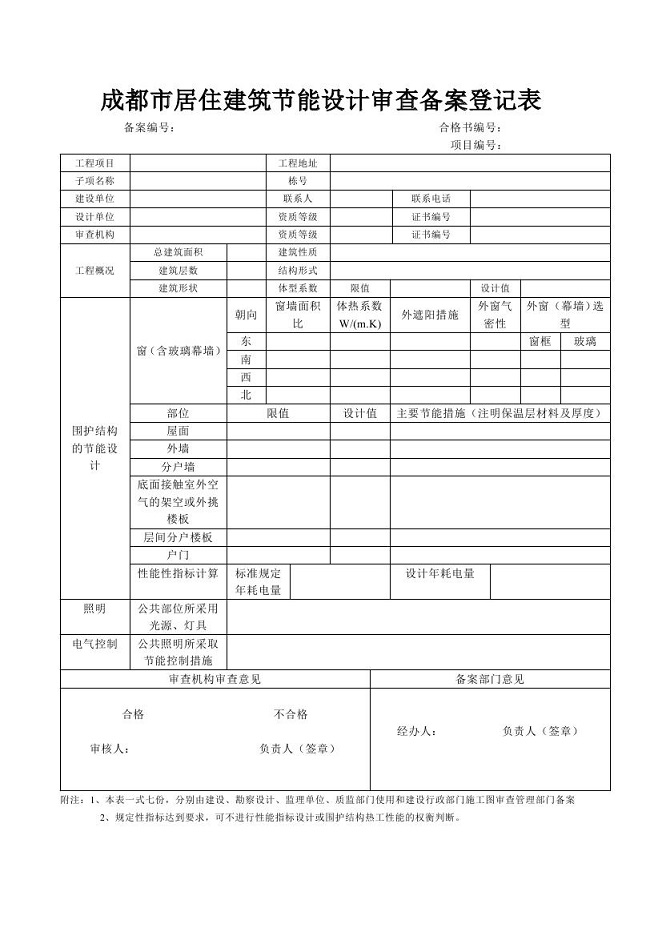 成都市居住建筑节能设计审查备案登记表
备案编号： 合格书编号：
项目编号：
工程项目 工程地址
子项名称 栋号
建设单位 联系人 联系电话
设计单位 资质等级 证书编号
审查机构 资质等级 证书编号
工程概况
总建筑面积 建筑性质
建筑层数 结构形式
建筑形状 体型系数 限值 设计值
围护结构
的节能设
计
窗（含玻璃幕墙）
朝向
窗墙面积
比
体热系数
W/(m.K)
外遮阳措施
外窗气
密性
外窗（幕墙）选
型
东 窗框 玻璃
南
西
北
部位 限值 设计值 主要节能措施（注明保温层材料及厚度）
屋面
外墙
分户墙
底面接触室外空
气的架空或外挑
楼板
层间分户楼板
户门
性能性指标计算
标准规定
年耗电量
设计年耗电量
照明
公共部位所采用
光源、灯具
电气控制
公共照明所采取
节能控制措施
审查机构审查意见 备案部门意见
合格 不合格
经办人： 负责人（签章）
审核人： 负责人（签章）
附注：1、本表一式七份，分别由建设、勘察设计、监理单位、质监部门使用和建设行政部门施工图审查管理部门备案
2、规定性指标达到要求，可不进行性能指标设计或围护结构热工性能的权衡判断。